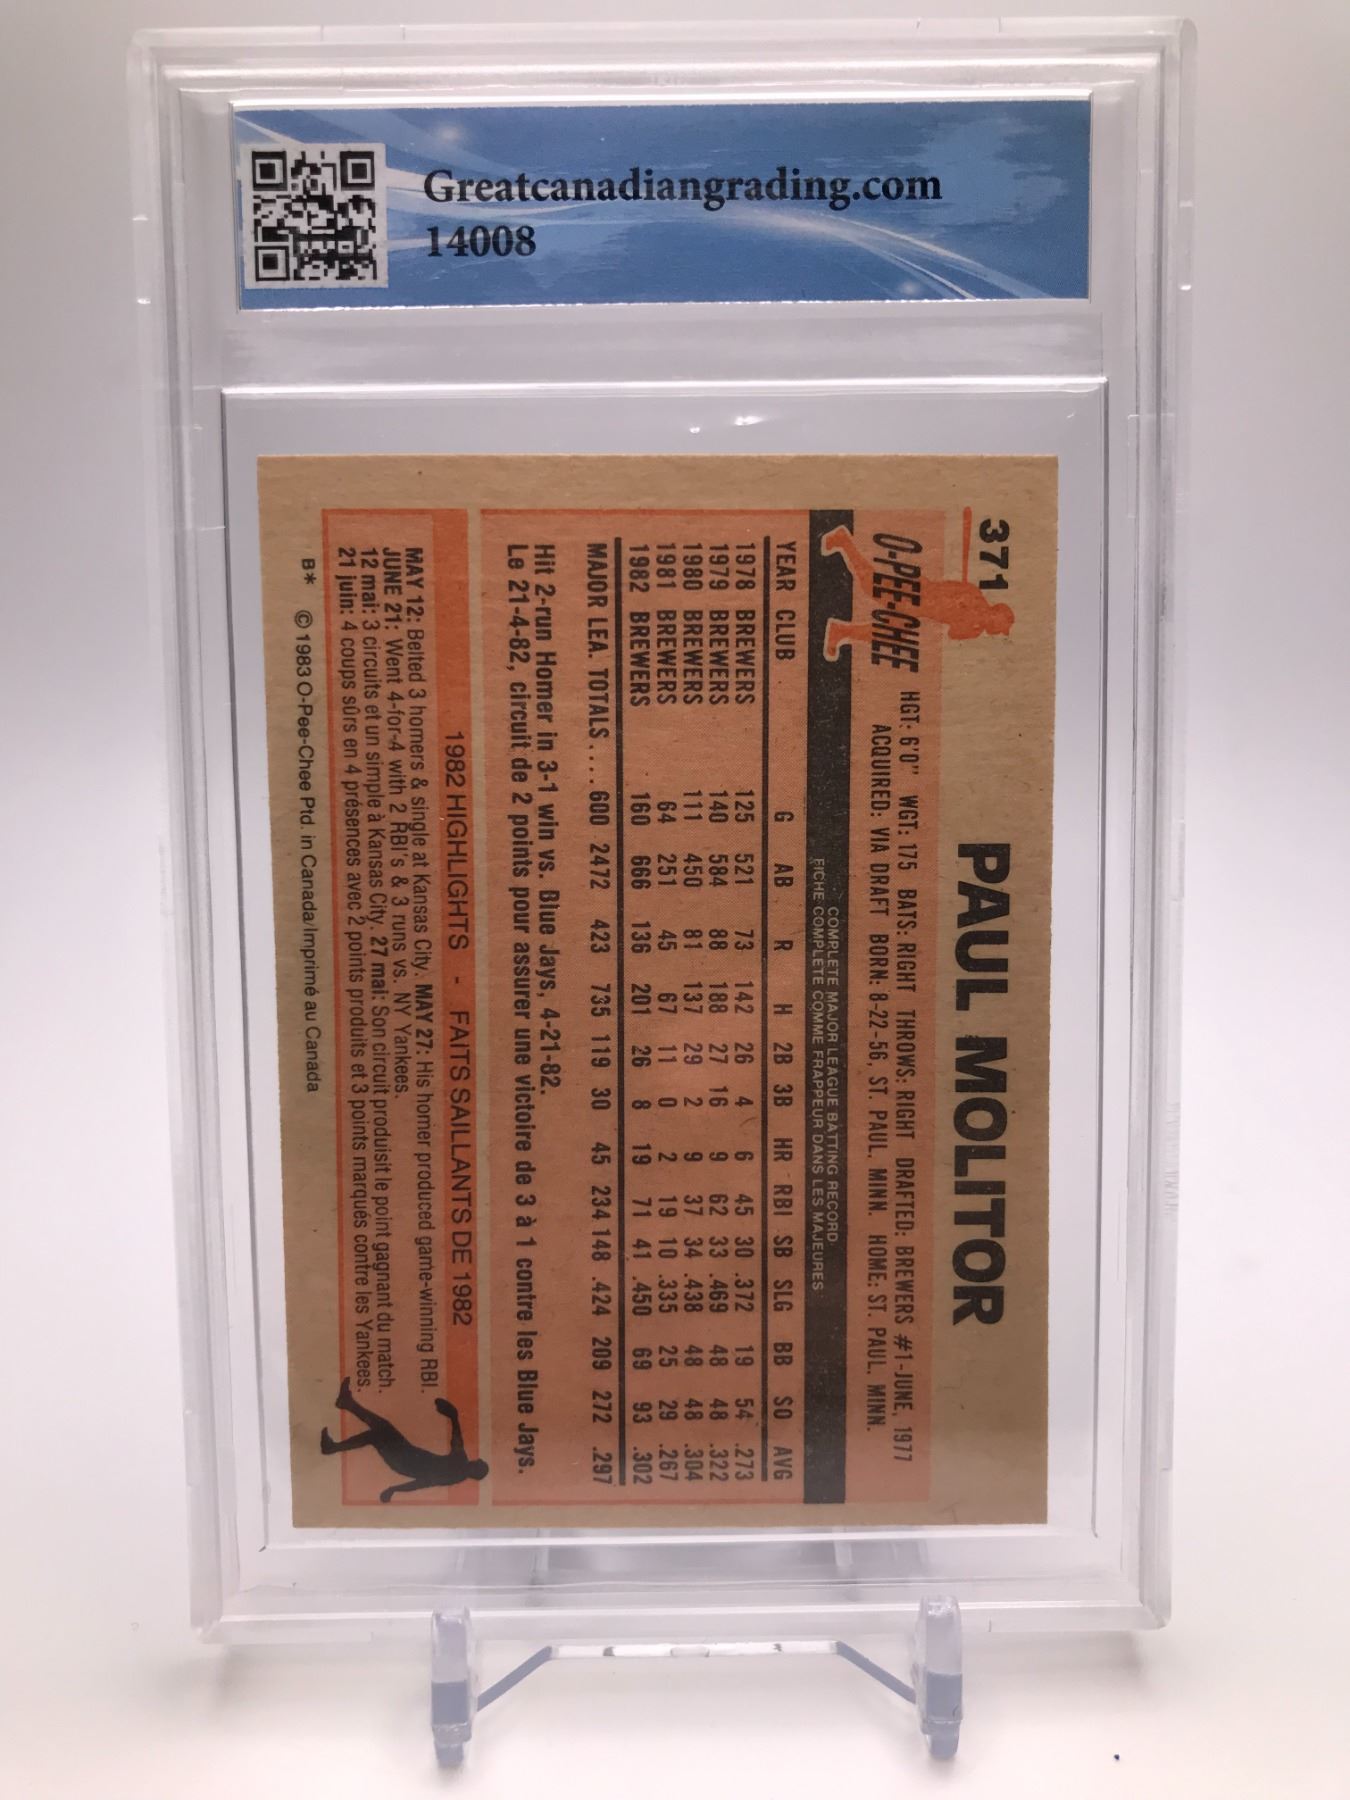 Greatcanadiangrading.com
14008
371
PAUL MOLITOR
O-PEE-CHEE
HGT: 6'0" WGT: 175 BATS: RIGHT THROWS: RIGHT DRAFTED: BREWERS #1-JUNE, 1977
ACQUIRED: VIA DRAFT BORN: 8-22-56, ST. PAUL, MINN. HOME: ST. PAUL, MINN.
COMPLETE MAJOR LEAGUE BATTING RECORD
FICHE COMPLETE COMME FRAPPEUR DANS LES MAJEURES
YEAR CLUB G AB R H 2B 3B HR RBI SB SLG BB SO AVG
1978 BREWERS 125 521 73 142 26 4 6 45 30 .372 19 54 .273
1979 BREWERS 140 584 88 188 27 16 9 62 33 .469 48 48 .322
1980 BREWERS 111 450 81 137 29 2 9 37 34 .438 48 48 .304
1981 BREWERS 64 251 45 67 11 0 2 19 10 .335 25 29 .267
1982 BREWERS 160 666 136 201 26 8 19 71 41 .450 69 93 .302
MAJOR LEA. TOTALS.... 600 2472 423 735 119 30 45 234 148 .424 209 272 .297
Hit 2-run Homer in 3-1 win vs. Blue Jays, 4-21-82.
Le 21-4-82, circuit de 2 points pour assurer une victoire de 3 à 1 contre les Blue Jays.
1982 HIGHLIGHTS - FAITS SAILLANTS DE 1982
MAY 12: Belted 3 homers & single at Kansas City. MAY 27: His homer produced game-winning RBI.
JUNE 21: Went 4-for-4 with 2 RBI's & 3 runs vs. NY Yankees.
12 mai: 3 circuits et un simple à Kansas City. 27 mai: Son circuit produisit le point gagnant du match.
21 juin: 4 coups sûrs en 4 présences avec 2 points produits et 3 points marqués contre les Yankees.
B* © 1983 O-Pee-Chee Ptd. in Canada/Imprimé au Canada